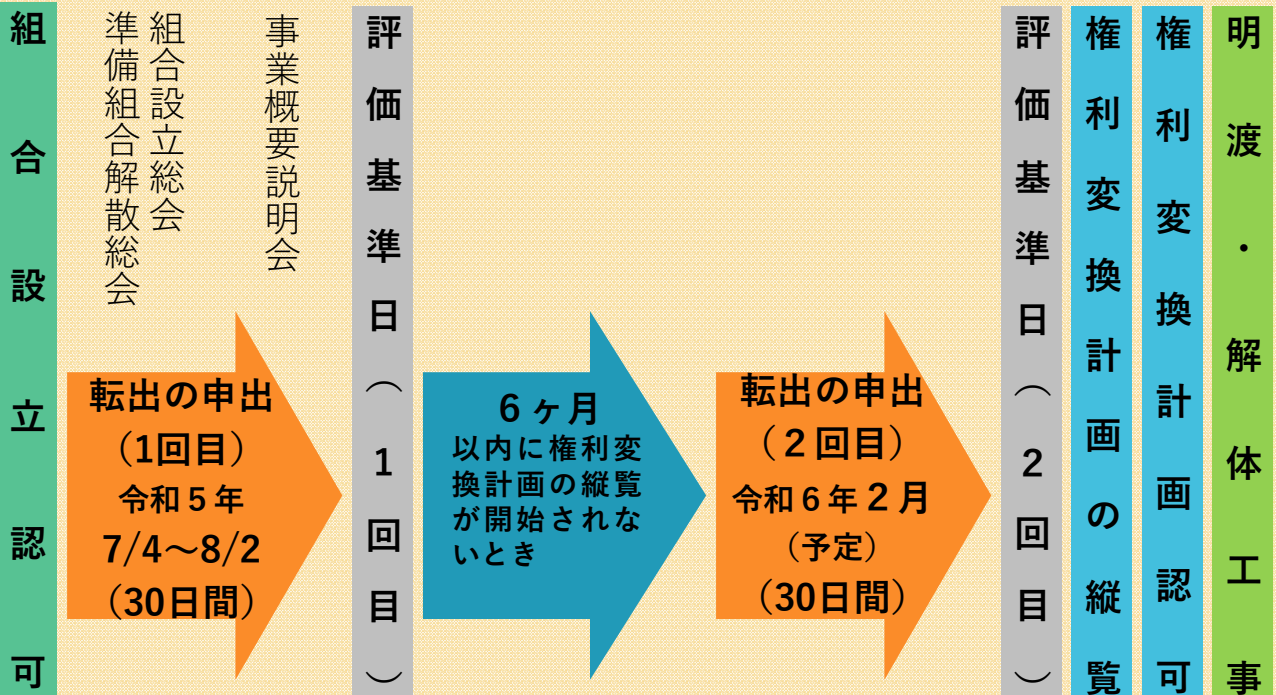 組合設立認可
準備組合解散総会
組合設立総会
事業概要説明会
転出の申出
（1回目）
令和５年
7/4～8/2
（30日間）
評価基準日（１回目）
６ヶ月
以内に権利変
換計画の縦覧
が開始されな
いとき
転出の申出
（２回目）
令和６年２月
（予定）
（30日間）
評価基準日（２回目）
権利変換計画の縦覧
権利変換計画認可
明渡・解体工事